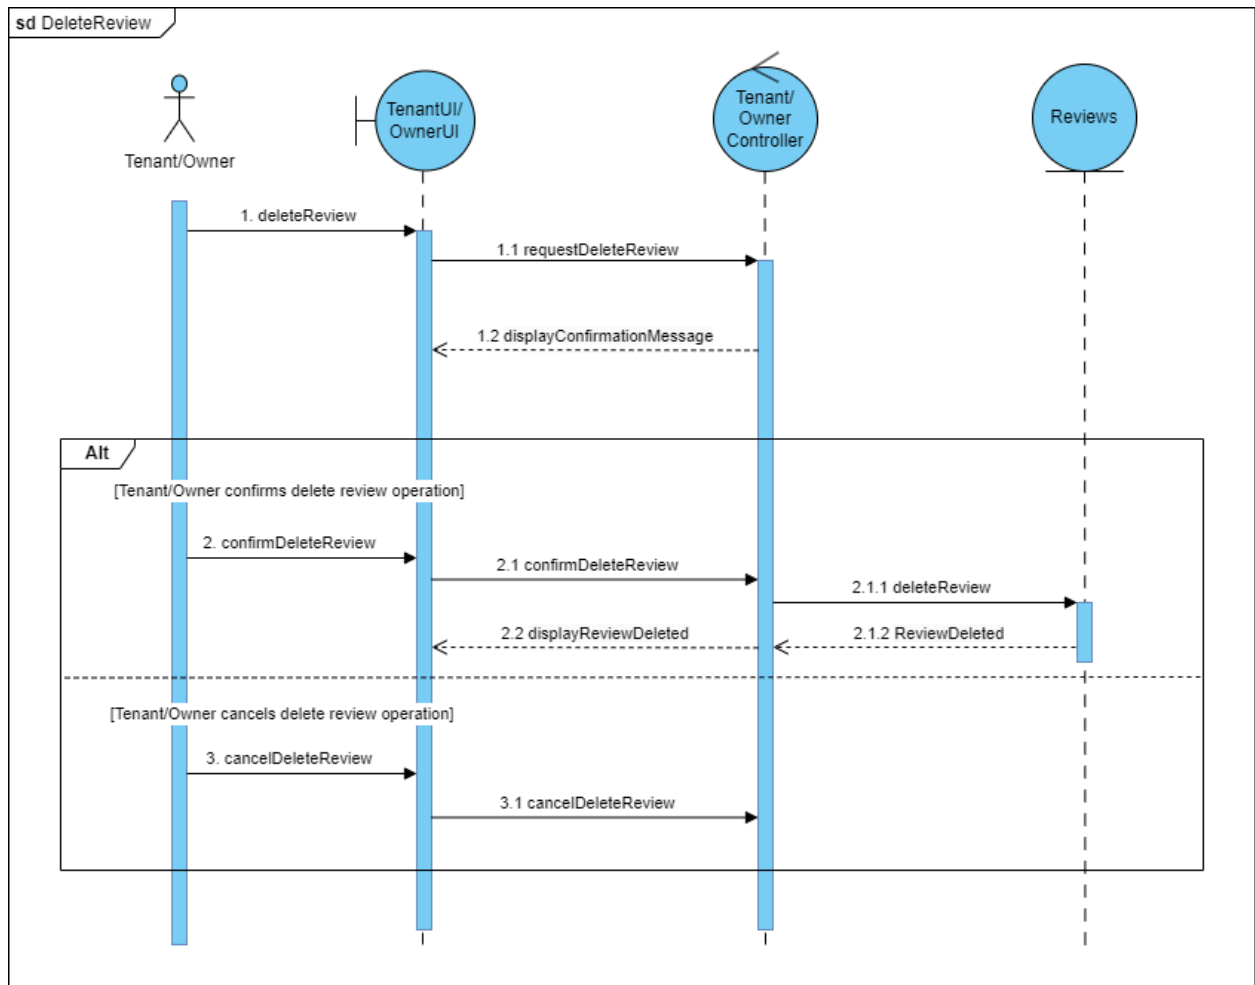 sd DeleteReview
Tenant/Owner
TenantUI/
OwnerUI
Tenant/
Owner
Controller
Reviews
1. deleteReview
1.1 requestDeleteReview
1.2 displayConfirmationMessage
Alt
[Tenant/Owner confirms delete review operation]
2. confirmDeleteReview
2.1 confirmDeleteReview
2.1.1 deleteReview
2.2 displayReviewDeleted
2.1.2 ReviewDeleted
[Tenant/Owner cancels delete review operation]
3. cancelDeleteReview
3.1 cancelDeleteReview